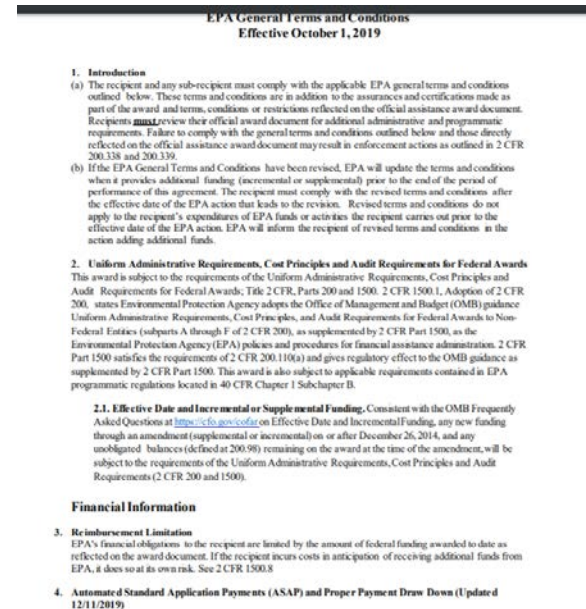 EPA General Terms and Conditions
Effective October 1, 2019
1. Introduction
(a) The recipient and any sub-recipient must comply with the applicable EPA general terms and conditions
outlined below. These terms and conditions are in addition to the assurances and certifications made as
part of the award and terms, conditions or restrictions reflected on the official assistance award document.
Recipients must review their official award document for additional administrative and programmatic
requirements. Failure to comply with the general terms and conditions outlined below and those directly
reflected on the official assistance award document may result in enforcement actions as outlined in 2 CFR
200.338 and 200.339.
(b) If the EPA General Terms and Conditions have been revised, EPA will update the terms and conditions
when it provides additional funding (incremental or supplemental) prior to the end of the period of
performance of this agreement. The recipient must comply with the revised terms and conditions after
the effective date of the EPA action that leads to the revision. Revised terms and conditions do not
apply to the recipient's expenditures of EPA funds or activities the recipient carries out prior to the
effective date of the EPA action. EPA will inform the recipient of revised terms and conditions in the
action adding additional funds.
2. Uniform Administrative Requirements, Cost Principles and Audit Requirements for Federal Awards
This award is subject to the requirements of the Uniform Administrative Requirements, Cost Principles and
Audit Requirements for Federal Awards; Title 2 CFR, Parts 200 and 1500. 2 CFR 1500.1, Adoption of 2 CFR
200, states Environmental Protection Agency adopts the Office of Management and Budget (OMB) guidance
Uniform Administrative Requirements, Cost Principles, and Audit Requirements for Federal Awards to Non-
Federal Entities (subparts A through F of 2 CFR 200), as supplemented by 2 CFR Part 1500, as the
Environmental Protection Agency (EPA) policies and procedures for financial assistance administration. 2 CFR
Part 1500 satisfies the requirements of 2 CFR 200.110(a) and gives regulatory effect to the OMB guidance as
supplemented by 2 CFR Part 1500. This award is also subject to applicable requirements contained in EPA
programmatic regulations located in 40 CFR Chapter 1 Subchapter B.
2.1. Effective Date and Incremental or Supplemental Funding. Consistent with the OMB Frequently
Asked Questions at https://cfo.gov/cofar on Effective Date and Incremental Funding, any new funding
through an amendment (supplemental or incremental) on or after December 26, 2014, and any
unobligated balances (defined at 200.98) remaining on the award at the time of the amendment, will be
subject to the requirements of the Uniform Administrative Requirements, Cost Principles and Audit
Requirements (2 CFR 200 and 1500).
Financial Information
3. Reimbursement Limitation
EPA's financial obligations to the recipient are limited by the amount of federal funding awarded to date as
reflected on the award document. If the recipient incurs costs in anticipation of receiving additional funds from
EPA, it does so at its own risk. See 2 CFR 1500.8
4. Automated Standard Application Payments (ASAP) and Proper Payment Draw Down (Updated
12/11/2019)